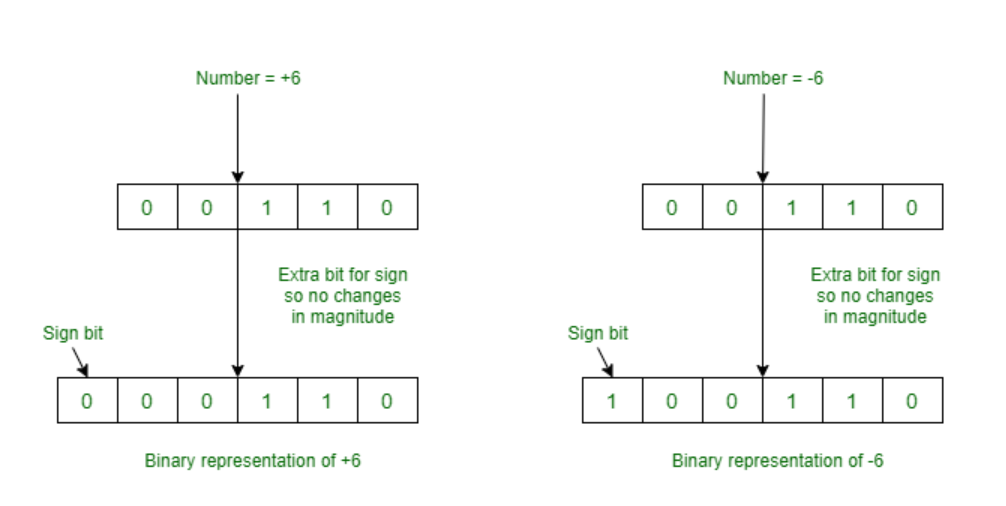 Number = +6
0 0 1 1 0
Extra bit for sign
so no changes
in magnitude
Sign bit
0 0 0 1 1 0
Binary representation of +6
Number = -6
0 0 1 1 0
Extra bit for sign
so no changes
in magnitude
Sign bit
1 0 0 1 1 0
Binary representation of -6